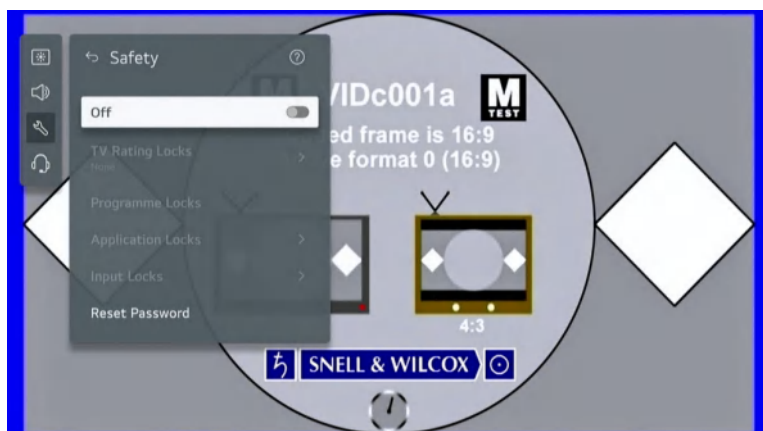 Safety
Off
TV Rating Locks
None
Programme Locks
Application Locks
Input Locks
Reset Password
VIDc001a
M
TEST
ed frame is 16:9
e format 0 (16:9)
4:3
SNELL & WILCOX